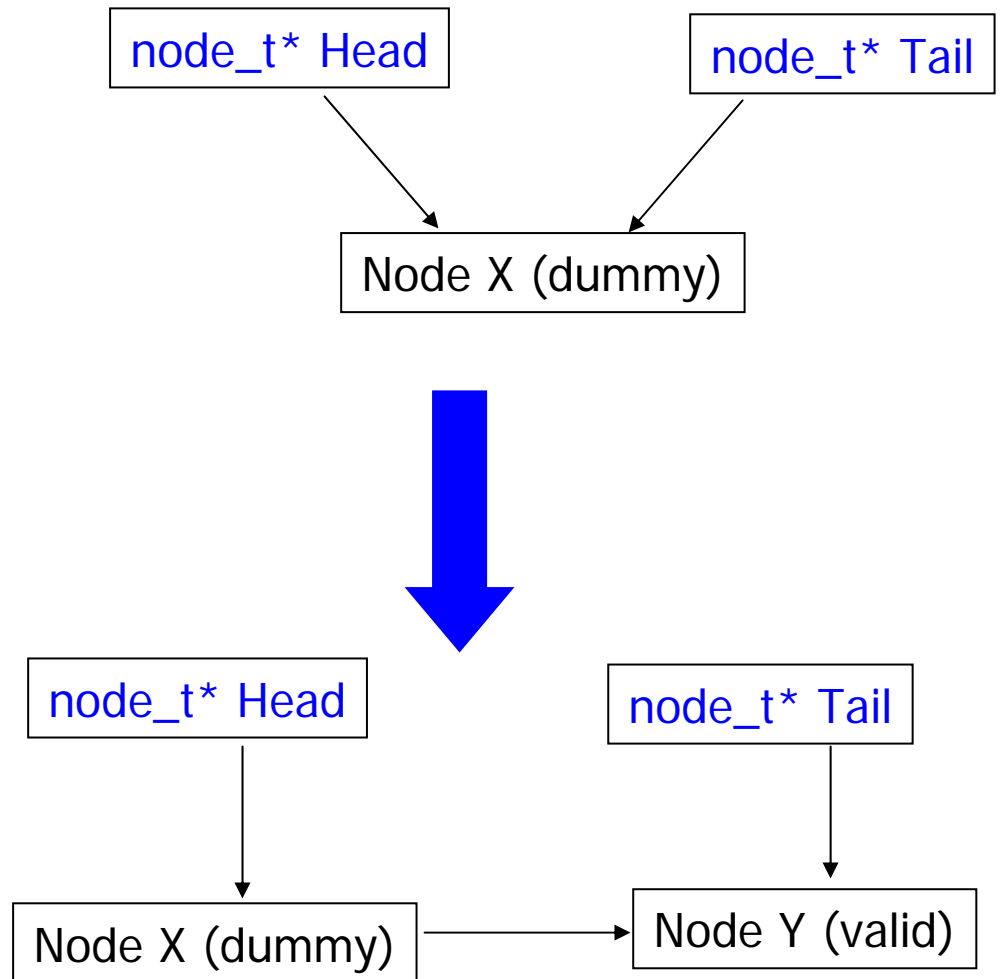 node_t* Head
node_t* Tail
Node X (dummy)
node_t* Head
node_t* Tail
Node X (dummy)
Node Y (valid)